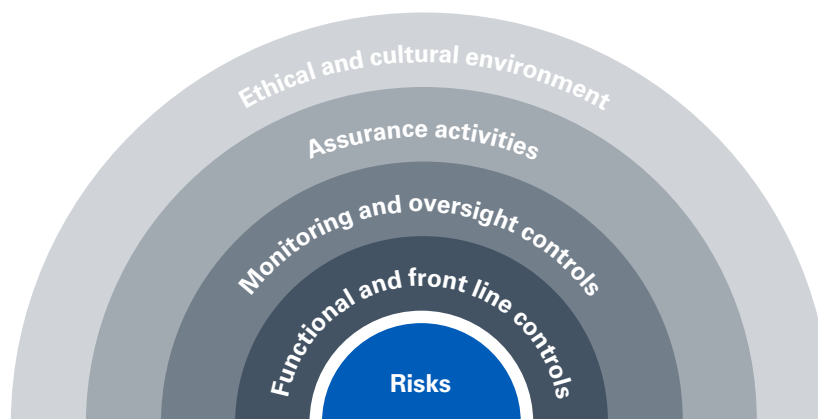 Ethical and cultural environment
Assurance activities
Monitoring and oversight controls
Functional and front line controls
Risks